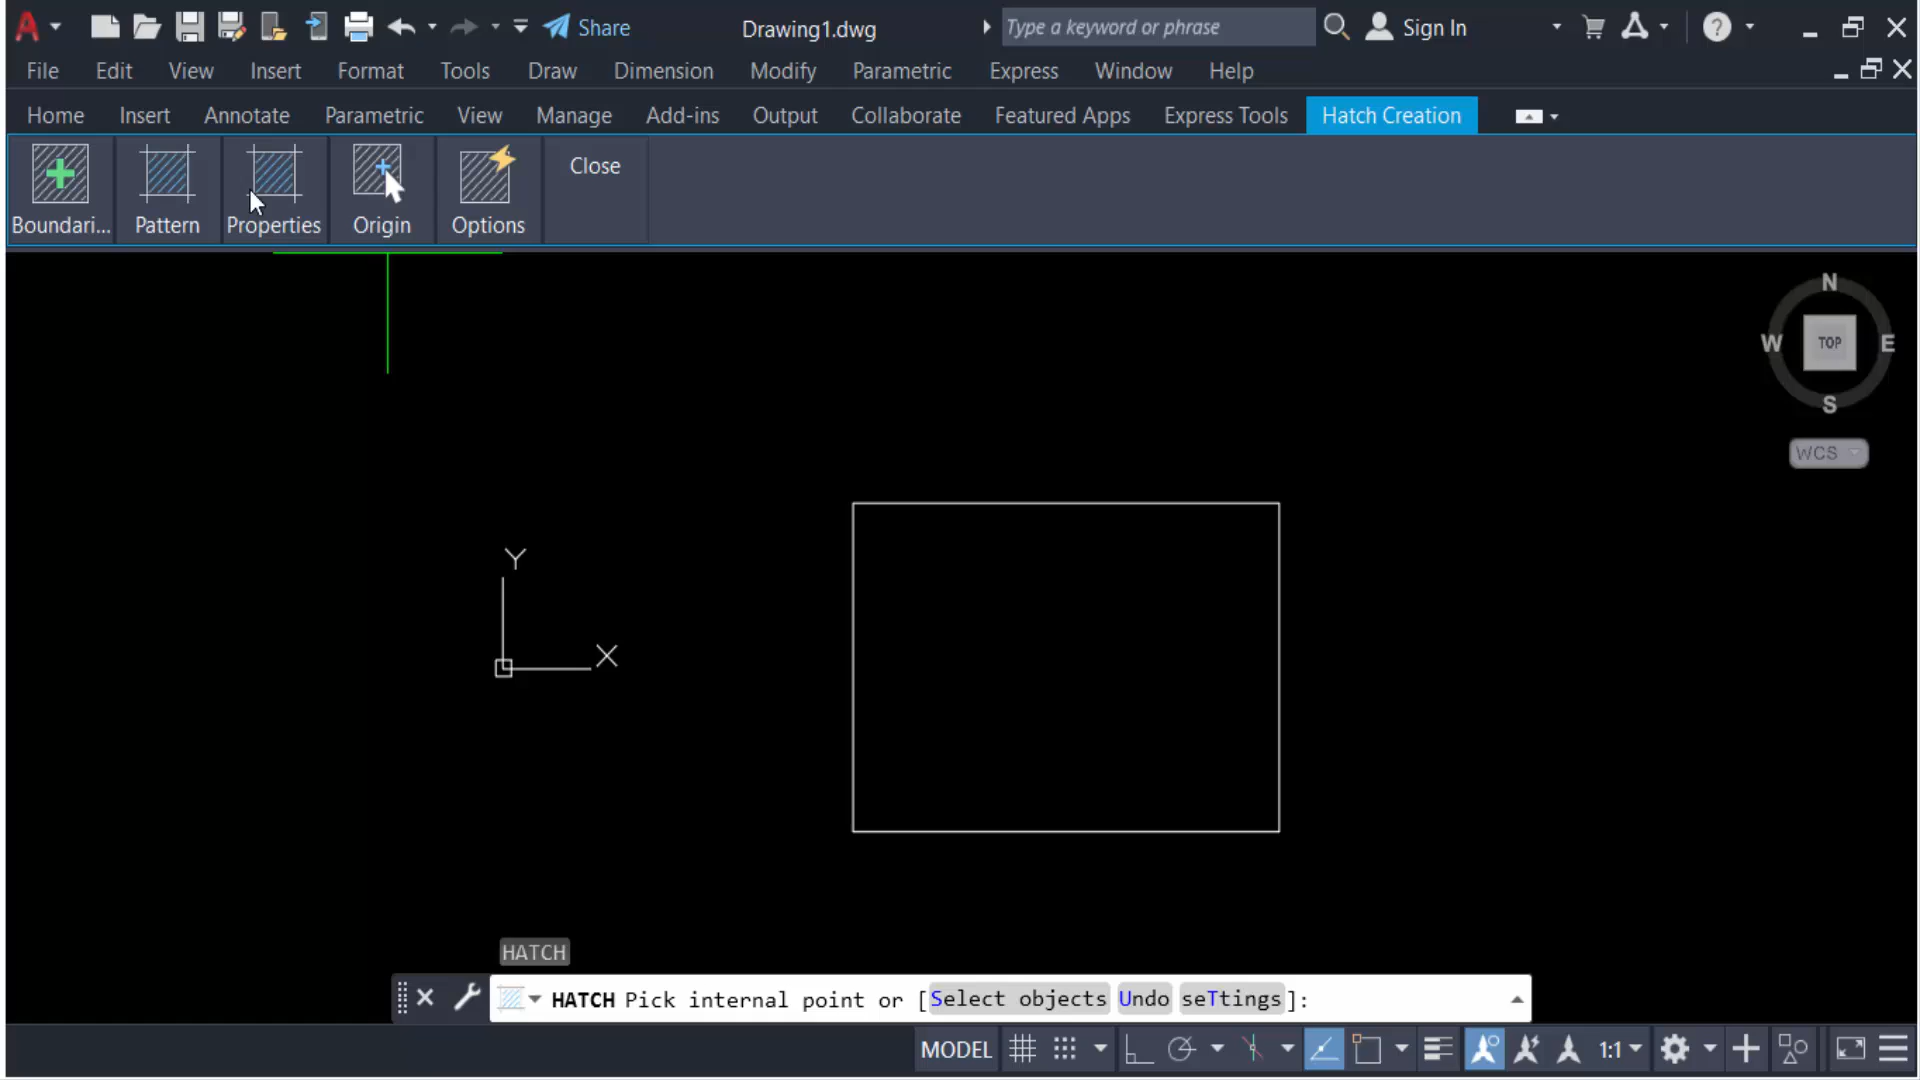 Share Drawing1.dwg Type a keyword or phrase Sign In
File Edit View Insert Format Tools Draw Dimension Modify Parametric Express Window Help
Home Insert Annotate Parametric View Manage Add-ins Output Collaborate Featured Apps Express Tools Hatch Creation
Close
Boundari... Pattern Properties Origin Options
N
W TOP E
S
WCS
Y
X
HATCH
HATCH Pick internal point or [Select objects Undo seTtings]:
MODEL 1:1